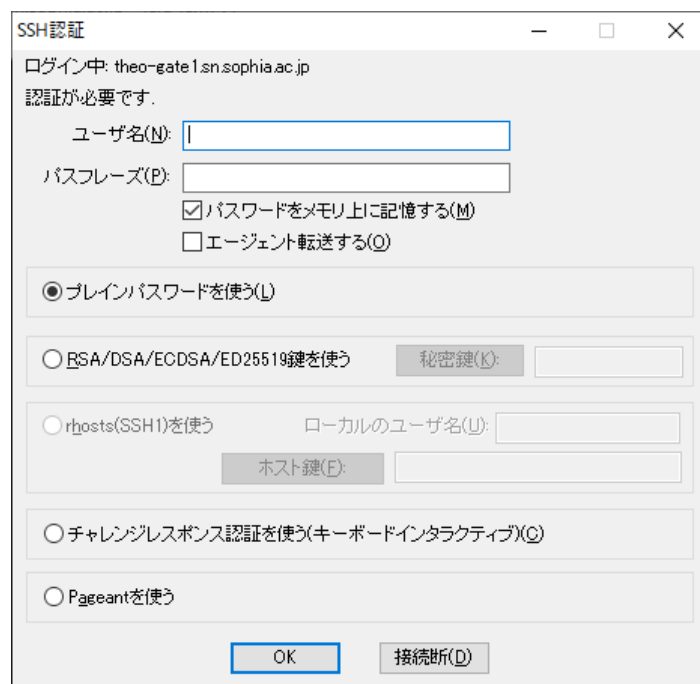 SSH認証
ログイン中: theo-gate1.sn.sophia.ac.jp
認証が必要です.
ユーザ名(N):
パスフレーズ(P):
パスワードをメモリ上に記憶する(M)
エージェント転送する(O)
プレインパスワードを使う(L)
RSA/DSA/ECDSA/ED25519鍵を使う 秘密鍵(K):
rhosts(SSH1)を使う ローカルのユーザ名(U):
ホスト鍵(F):
チャレンジレスポンス認証を使う(キーボードインタラクティブ)(C)
Pageantを使う
OK 接続断(D)